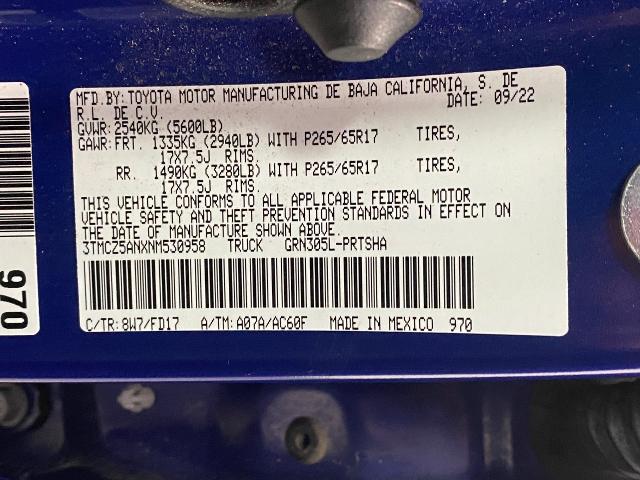 MFD.BY:TOYOTA MOTOR MANUFACTURING DE BAJA CALIFORNIA, S. DE
R.L. DE C.V. DATE: 09/22
GVWR:2540KG (5600LB)
GAWR:FRT. 1335KG (2940LB) WITH P265/65R17 TIRES,
17X7.5J RIMS.
RR. 1490KG (3280LB) WITH P265/65R17 TIRES,
17X7.5J RIMS.
THIS VEHICLE CONFORMS TO ALL APPLICABLE FEDERAL MOTOR
VEHICLE SAFETY AND THEFT PREVENTION STANDARDS IN EFFECT ON
THE DATE OF MANUFACTURE SHOWN ABOVE.
3TMCZ5ANXNM530958 TRUCK GRN305L-PRTSHA
C/TR:8W7/FD17 A/TM:A07A/AC60F MADE IN MEXICO 970
970